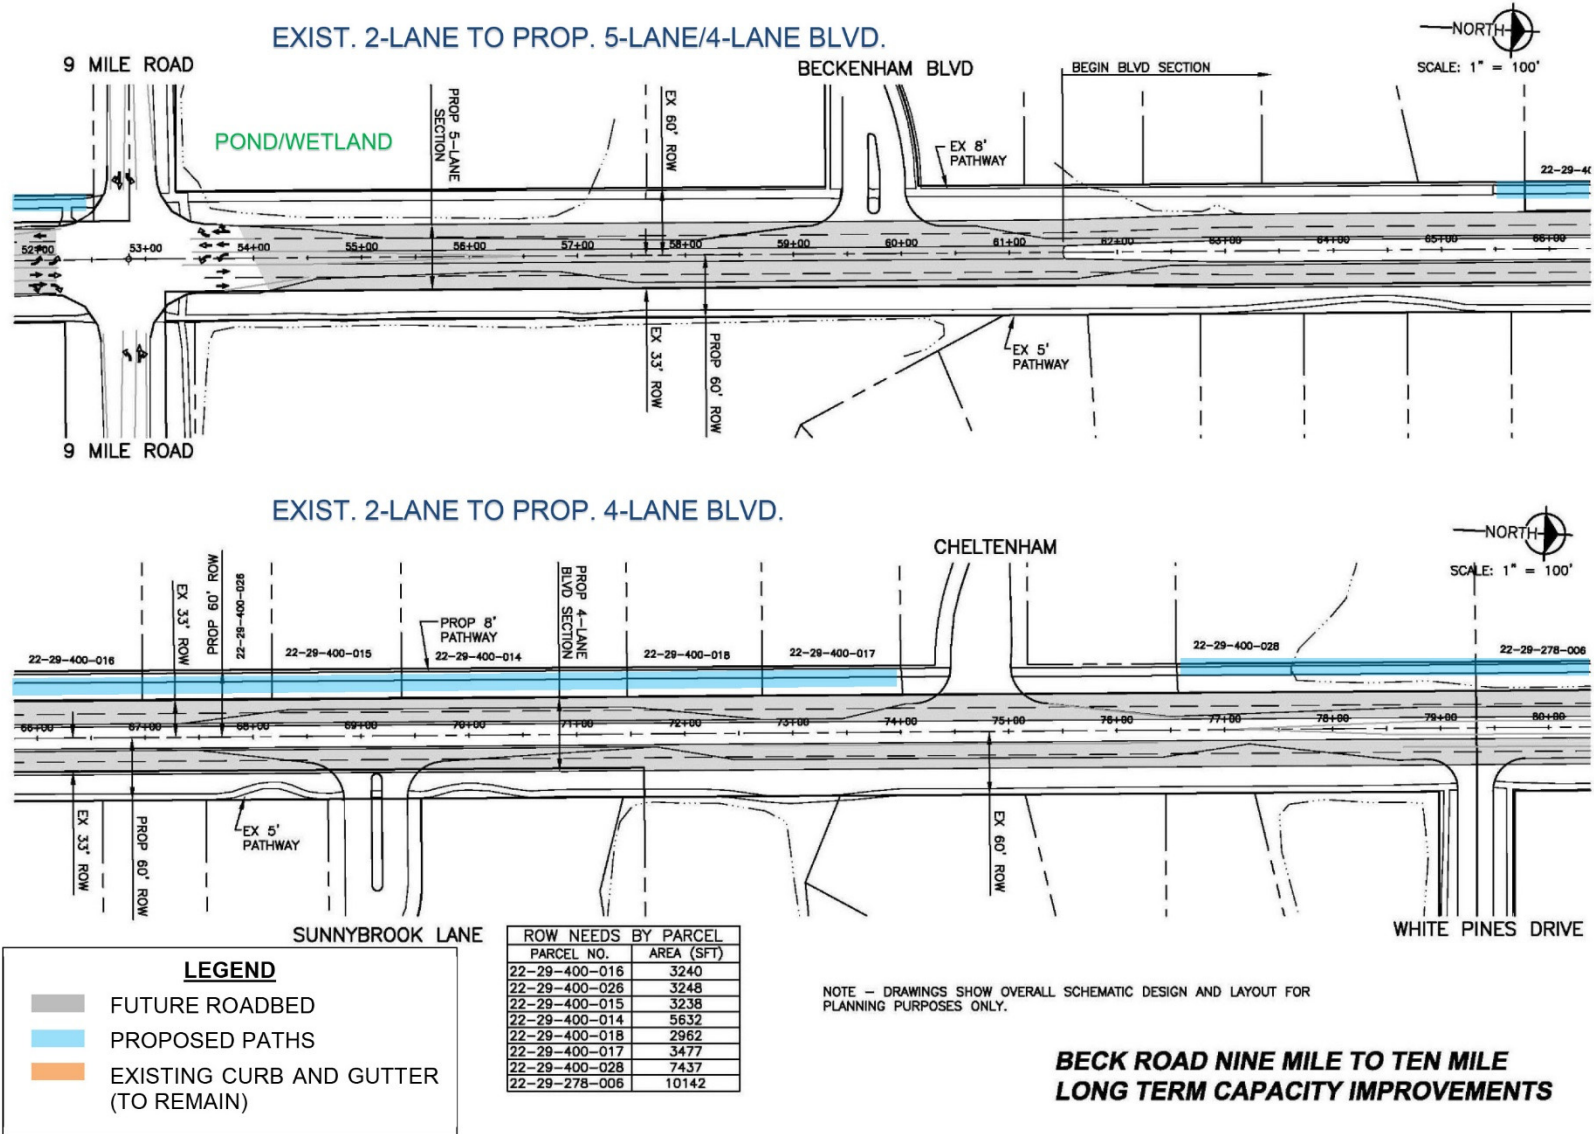 EXIST. 2-LANE TO PROP. 5-LANE/4-LANE BLVD.
NORTH
SCALE: 1" = 100'
9 MILE ROAD
BECKENHAM BLVD
BEGIN BLVD SECTION
POND/WETLAND
PROP 5-LANE
SECTION
EX 60' ROW
EX 8'
PATHWAY
22-29-40
52+00
53+00
54+00
55+00
56+00
57+00
58+00
59+00
60+00
61+00
62+00
63+00
64+00
65+00
66+00
EX 33' ROW
PROP 60' ROW
EX 5'
PATHWAY
9 MILE ROAD
EXIST. 2-LANE TO PROP. 4-LANE BLVD.
NORTH
SCALE: 1" = 100'
CHELTENHAM
EX 33' ROW
PROP 60' ROW
22-29-400-026
PROP 4-LANE
BLVD SECTION
PROP 8'
PATHWAY
22-29-400-016
22-29-400-015
22-29-400-014
22-29-400-018
22-29-400-017
22-29-400-028
22-29-278-006
66+00
67+00
68+00
69+00
70+00
71+00
72+00
73+00
74+00
75+00
76+00
77+00
78+00
79+00
80+00
EX 33' ROW
PROP 60' ROW
EX 5'
PATHWAY
EX 60' ROW
SUNNYBROOK LANE
WHITE PINES DRIVE
LEGEND
FUTURE ROADBED
PROPOSED PATHS
EXISTING CURB AND GUTTER
(TO REMAIN)
ROW NEEDS BY PARCEL
PARCEL NO. AREA (SFT)
22-29-400-016 3240
22-29-400-026 3248
22-29-400-015 3238
22-29-400-014 5632
22-29-400-018 2962
22-29-400-017 3477
22-29-400-028 7437
22-29-278-006 10142
NOTE – DRAWINGS SHOW OVERALL SCHEMATIC DESIGN AND LAYOUT FOR
PLANNING PURPOSES ONLY.
BECK ROAD NINE MILE TO TEN MILE
LONG TERM CAPACITY IMPROVEMENTS